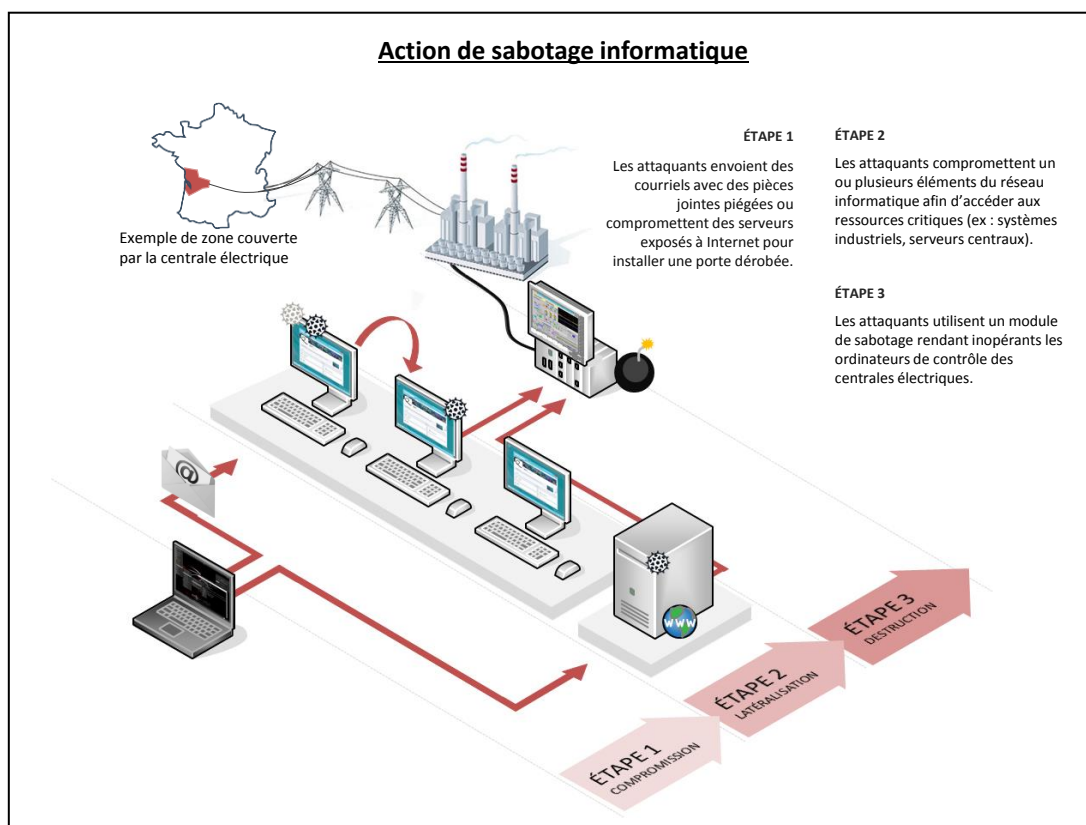 Action de sabotage informatique
Exemple de zone couverte
par la centrale électrique
ÉTAPE 1
Les attaquants envoient des
courriels avec des pièces
jointes piégées ou
compromettent des serveurs
exposés à Internet pour
installer une porte dérobée.
ÉTAPE 2
Les attaquants compromettent un
ou plusieurs éléments du réseau
informatique afin d’accéder aux
ressources critiques (ex : systèmes
industriels, serveurs centraux).
ÉTAPE 3
Les attaquants utilisent un module
de sabotage rendant inopérants les
ordinateurs de contrôle des
centrales électriques.
@
WWW
ÉTAPE 1
COMPROMISSION
ÉTAPE 2
LATÉRALISATION
ÉTAPE 3
DESTRUCTION